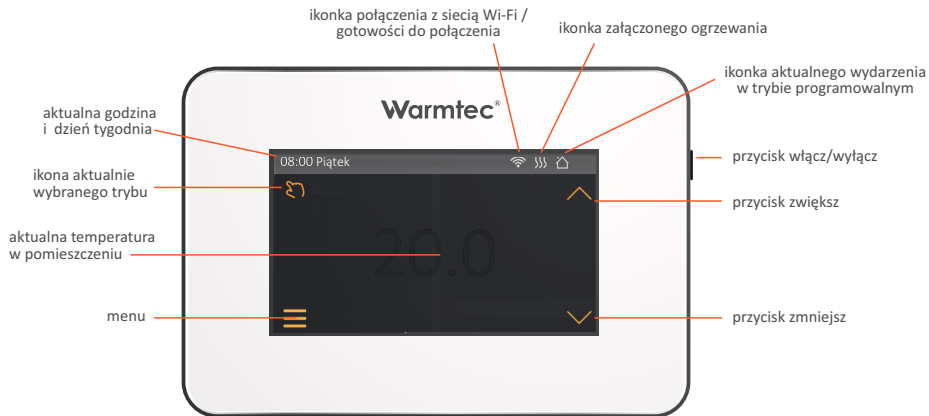 ikonka połączenia z siecią Wi-Fi /
gotowości do połączenia
ikonka załączonego ogrzewania
ikonka aktualnego wydarzenia
w trybie programowalnym
Warmtec®
aktualna godzina
i dzień tygodnia
08:00 Piątek
przycisk włącz/wyłącz
ikona aktualnie
wybranego trybu
przycisk zwiększ
aktualna temperatura
w pomieszczeniu
20.0
menu
przycisk zmniejsz